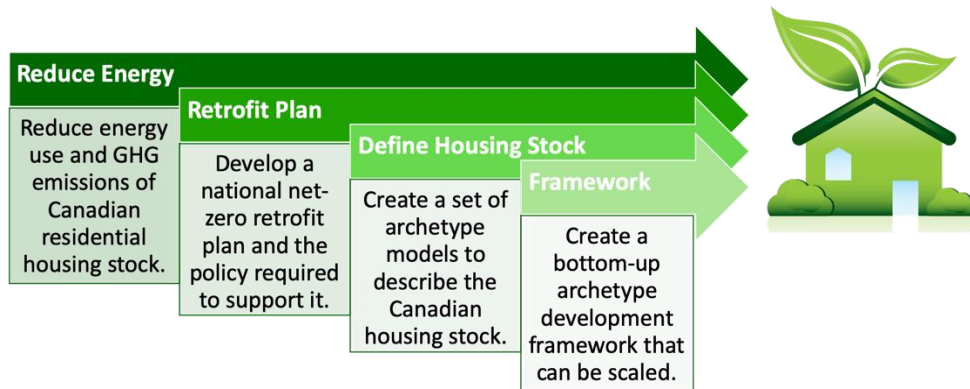 Reduce Energy
Reduce energy
use and GHG
emissions of
Canadian
residential
housing stock.
Retrofit Plan
Develop a
national net-
zero retrofit
plan and the
policy required
to support it.
Define Housing Stock
Create a set of
archetype
models to
describe the
Canadian
housing stock.
Framework
Create a
bottom-up
archetype
development
framework that
can be scaled.